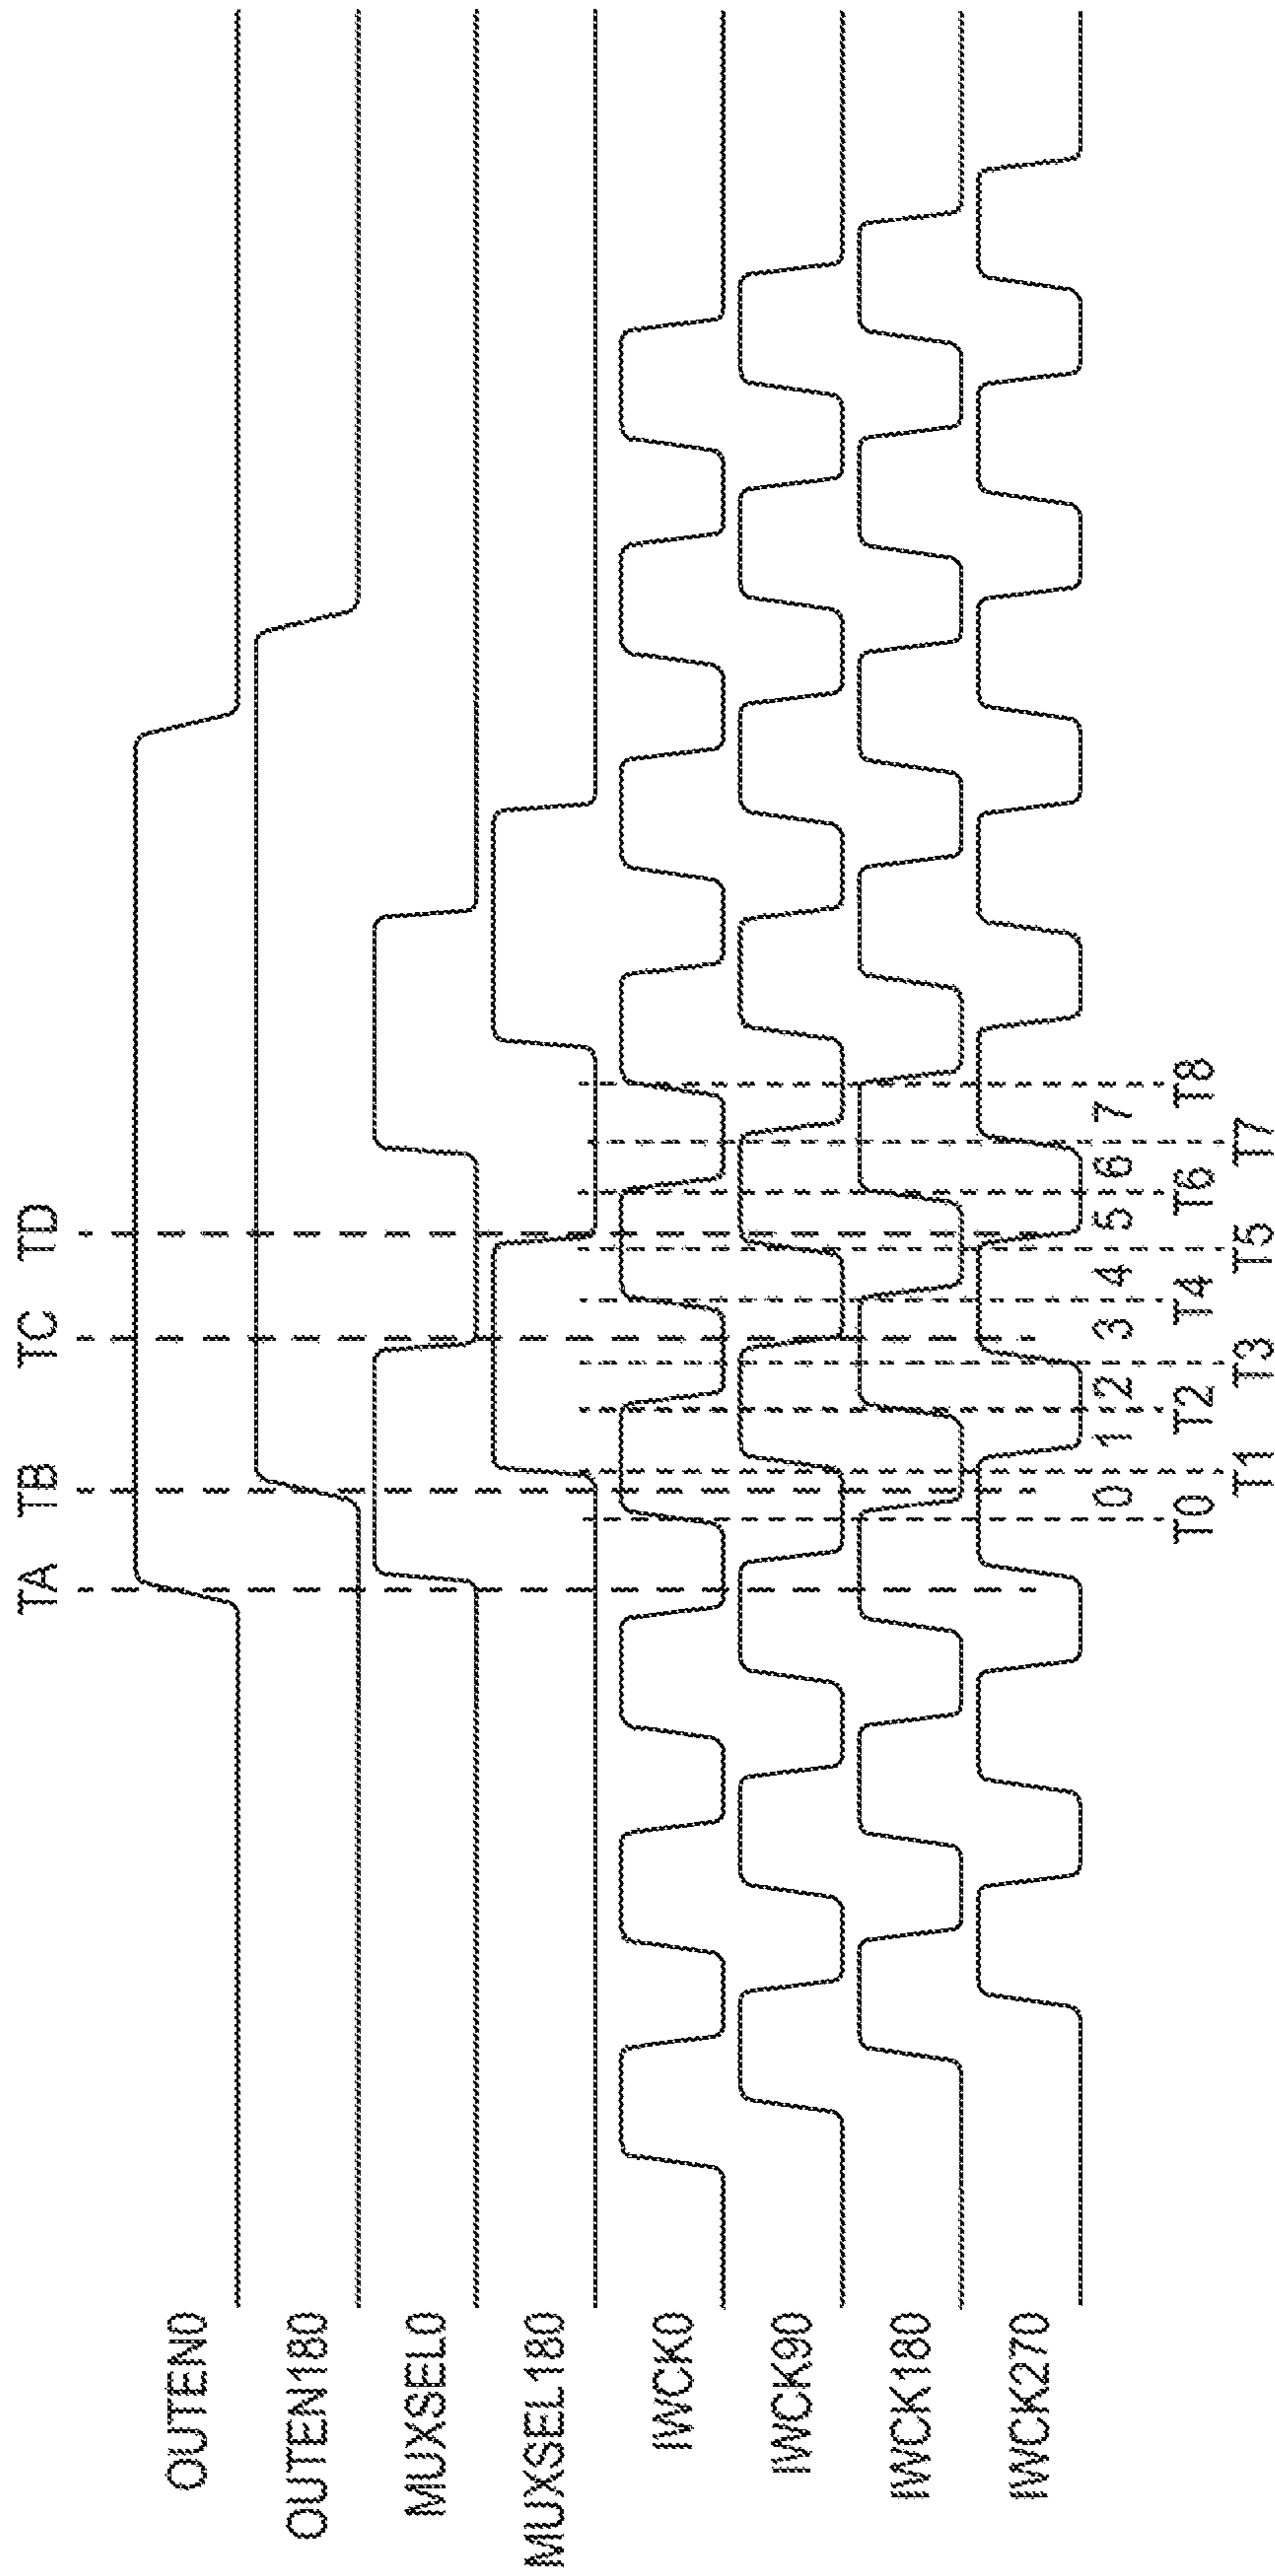 TA TB TC TD
OUTEN0
OUTEN180
MUXSEL0
MUXSEL180
IWCK0
IWCK90
IWCK180
IWCK270
0 1 2 3 4 5 6 7
T0 T2 T4 T6 T8
T1 T3 T5 T7